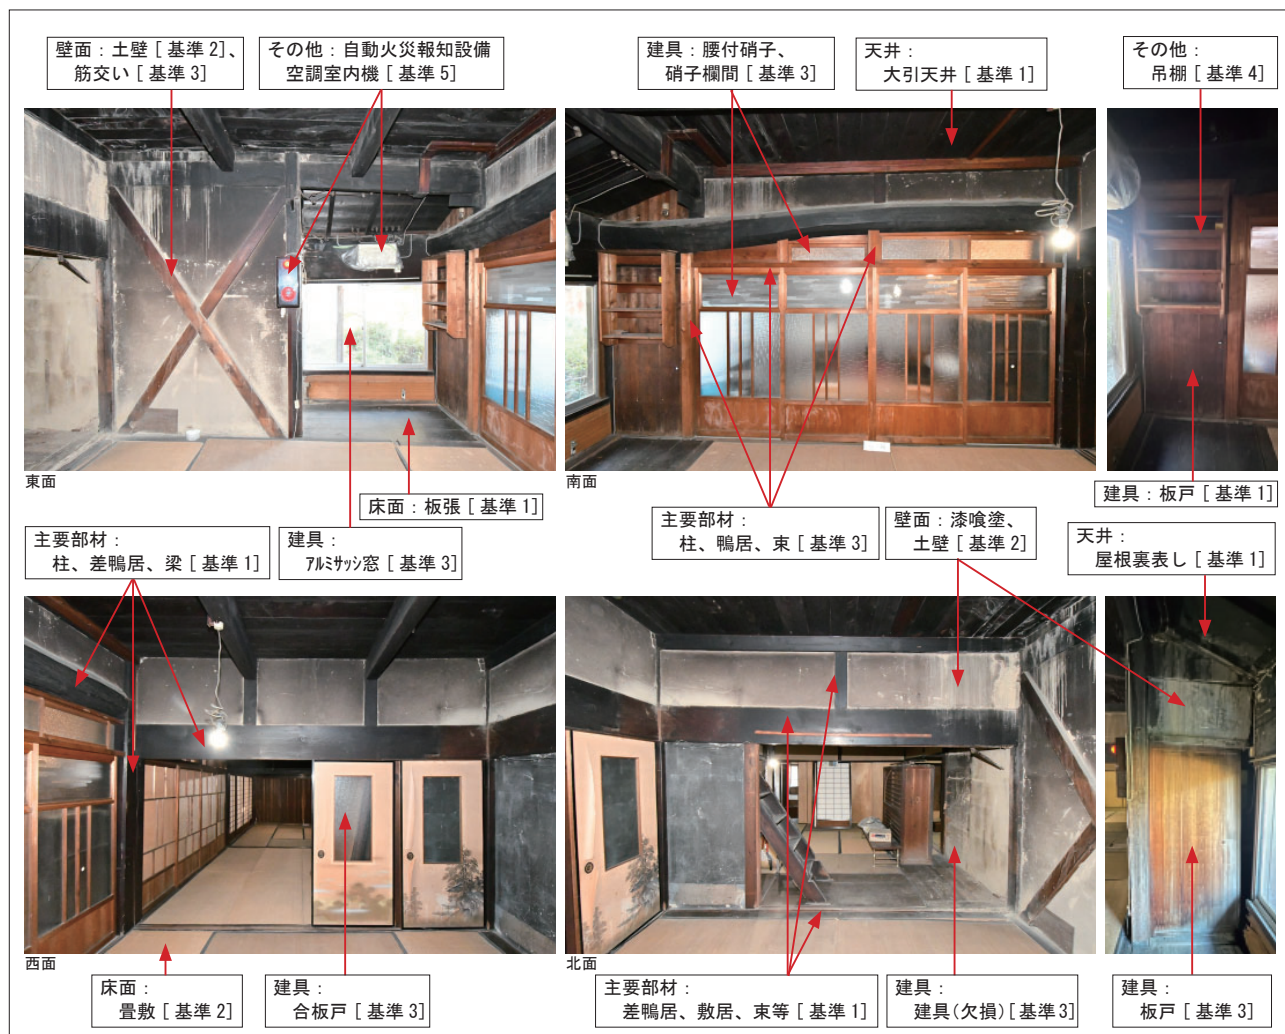 壁面：土壁 [ 基準 2]、
筋交い [ 基準 3]
その他：自動火災報知設備
空調室内機 [ 基準 5]
建具：腰付硝子、
硝子欄間 [ 基準 3]
天井：
大引天井 [ 基準 1]
その他：
吊棚 [ 基準 4]
東面
南面
床面：板張 [ 基準 1]
建具：板戸 [ 基準 1]
主要部材：
柱、差鴨居、梁 [ 基準 1]
建具：
アルミサッシ窓 [ 基準 3]
主要部材：
柱、鴨居、束 [ 基準 3]
壁面：漆喰塗、
土壁 [ 基準 2]
天井：
屋根裏表し [ 基準 1]
西面
北面
床面：
畳敷 [ 基準 2]
建具：
合板戸 [ 基準 3]
主要部材：
差鴨居、敷居、束等 [ 基準 1]
建具：
建具(欠損) [ 基準 3]
建具：
板戸 [ 基準 3]